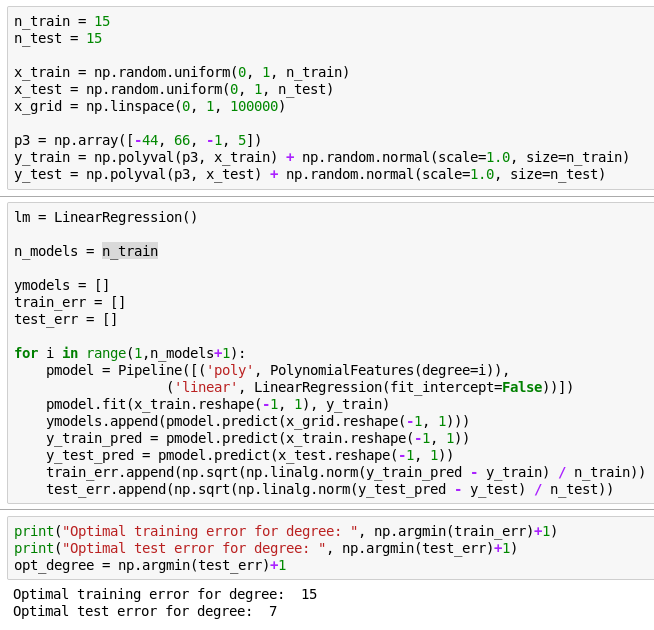 n_train = 15
n_test = 15
x_train = np.random.uniform(0, 1, n_train)
x_test = np.random.uniform(0, 1, n_test)
x_grid = np.linspace(0, 1, 100000)
p3 = np.array([-44, 66, -1, 5])
y_train = np.polyval(p3, x_train) + np.random.normal(scale=1.0, size=n_train)
y_test = np.polyval(p3, x_test) + np.random.normal(scale=1.0, size=n_test)
lm = LinearRegression()
n_models = n_train
ymodels = []
train_err = []
test_err = []
for i in range(1,n_models+1):
    pmodel = Pipeline([('poly', PolynomialFeatures(degree=i)),
                   ('linear', LinearRegression(fit_intercept=False))])
    pmodel.fit(x_train.reshape(-1, 1), y_train)
    ymodels.append(pmodel.predict(x_grid.reshape(-1, 1)))
    y_train_pred = pmodel.predict(x_train.reshape(-1, 1))
    y_test_pred = pmodel.predict(x_test.reshape(-1, 1))
    train_err.append(np.sqrt(np.linalg.norm(y_train_pred - y_train) / n_train))
    test_err.append(np.sqrt(np.linalg.norm(y_test_pred - y_test) / n_test))
print("Optimal training error for degree: ", np.argmin(train_err)+1)
print("Optimal test error for degree: ", np.argmin(test_err)+1)
opt_degree = np.argmin(test_err)+1
Optimal training error for degree:  15
Optimal test error for degree:  7